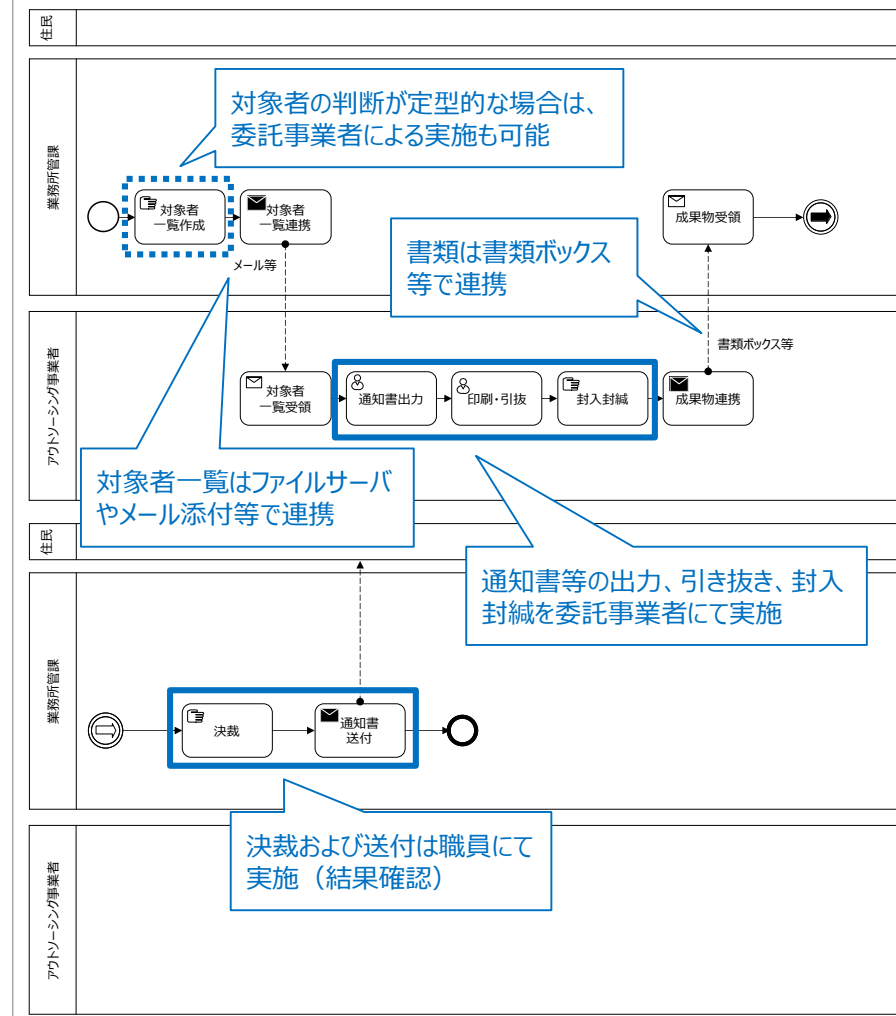 住民
業務所管課
対象者の判断が定型的な場合は、
委託事業者による実施も可能
対象者
一覧作成
対象者
一覧連携
成果物受領
メール等
書類は書類ボックス
等で連携
アウトソーシング事業者
書類ボックス等
対象者
一覧受領
通知書出力
印刷・引抜
封入封緘
成果物連携
対象者一覧はファイルサーバ
やメール添付等で連携
通知書等の出力、引き抜き、封入
封緘を委託事業者にて実施
住民
業務所管課
決裁
通知書
送付
決裁および送付は職員にて
実施（結果確認）
アウトソーシング事業者